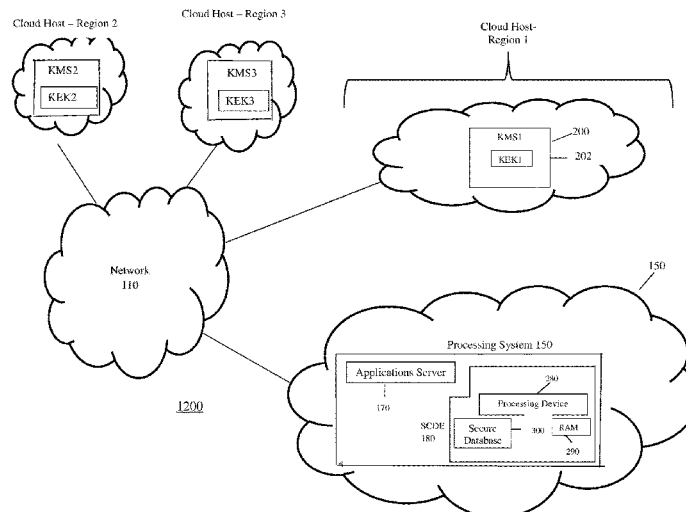 Cloud Host – Region 2
Cloud Host – Region 3
Cloud Host-
Region 1
KMS2
KEK2
KMS3
KEK3
KMS1
KEK1
200
202
Network
110
150
Processing System 150
Applications Server
170
280
Processing Device
SCDE
180
Secure
Database
300
RAM
290
1200